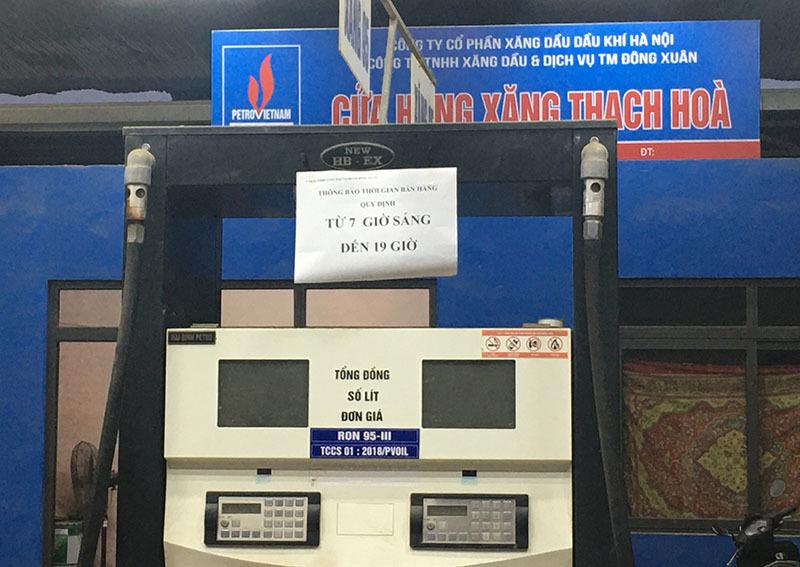 CÔNG TY CỔ PHẦN XĂNG DẦU DẦU KHÍ HÀ NỘI
CÔNG TY TNHH XĂNG DẦU & DỊCH VỤ TM ĐÔNG XUÂN
PETROVIETNAM
CỬA HÀNG XĂNG THẠCH HOÀ
ĐT:
NEW
HB - EX
THÔNG BÁO THỜI GIAN BÁN HÀNG
QUY ĐỊNH
TỪ 7 GIỜ SÁNG
ĐẾN 19 GIỜ
HAI BINH PETRO
TỔNG ĐỒNG
SỐ LÍT
ĐƠN GIÁ
RON 95-III
TCCS 01 : 2018/PVOIL